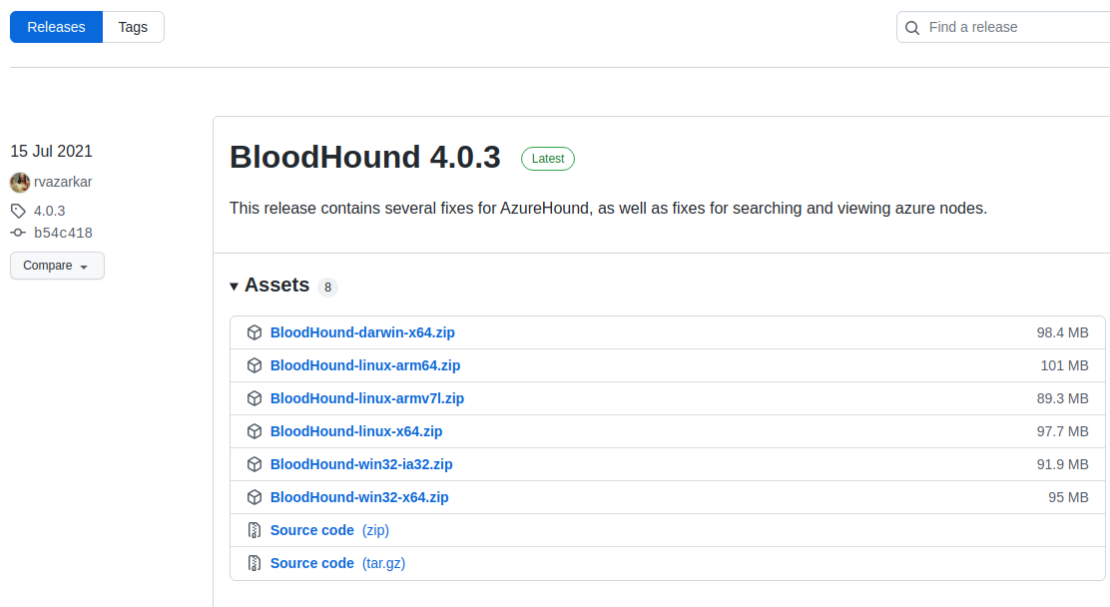 Releases Tags Find a release
15 Jul 2021
rvazarkar
4.0.3
b54c418
Compare
BloodHound 4.0.3 Latest
This release contains several fixes for AzureHound, as well as fixes for searching and viewing azure nodes.
Assets 8
BloodHound-darwin-x64.zip 98.4 MB
BloodHound-linux-arm64.zip 101 MB
BloodHound-linux-armv7l.zip 89.3 MB
BloodHound-linux-x64.zip 97.7 MB
BloodHound-win32-ia32.zip 91.9 MB
BloodHound-win32-x64.zip 95 MB
Source code (zip)
Source code (tar.gz)